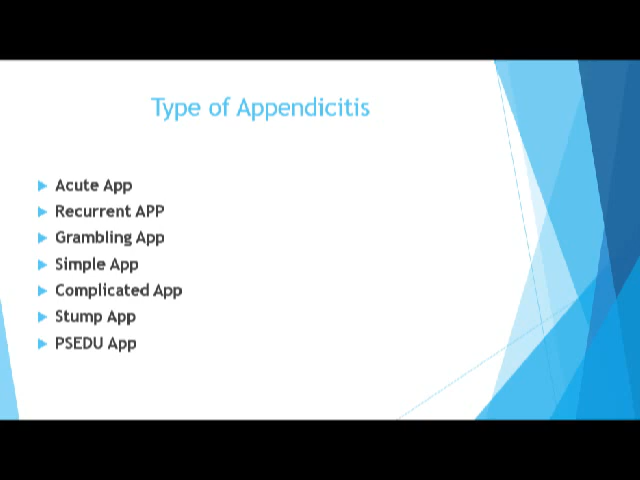 Type of Appendicitis
Acute App
Recurrent APP
Grambling App
Simple App
Complicated App
Stump App
PSEDU App